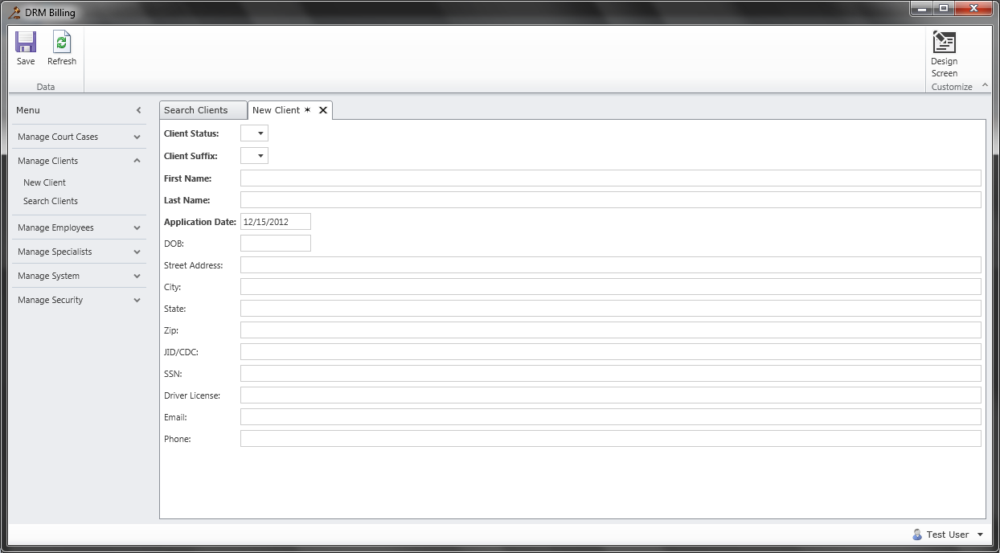 DRM Billing
Save
Refresh
Data
Design
Screen
Customize
Menu
Manage Court Cases
Manage Clients
New Client
Search Clients
Manage Employees
Manage Specialists
Manage System
Manage Security
Search Clients
New Client *
Client Status:
Client Suffix:
First Name:
Last Name:
Application Date: 12/15/2012
DOB:
Street Address:
City:
State:
Zip:
JID/CDC:
SSN:
Driver License:
Email:
Phone:
Test User